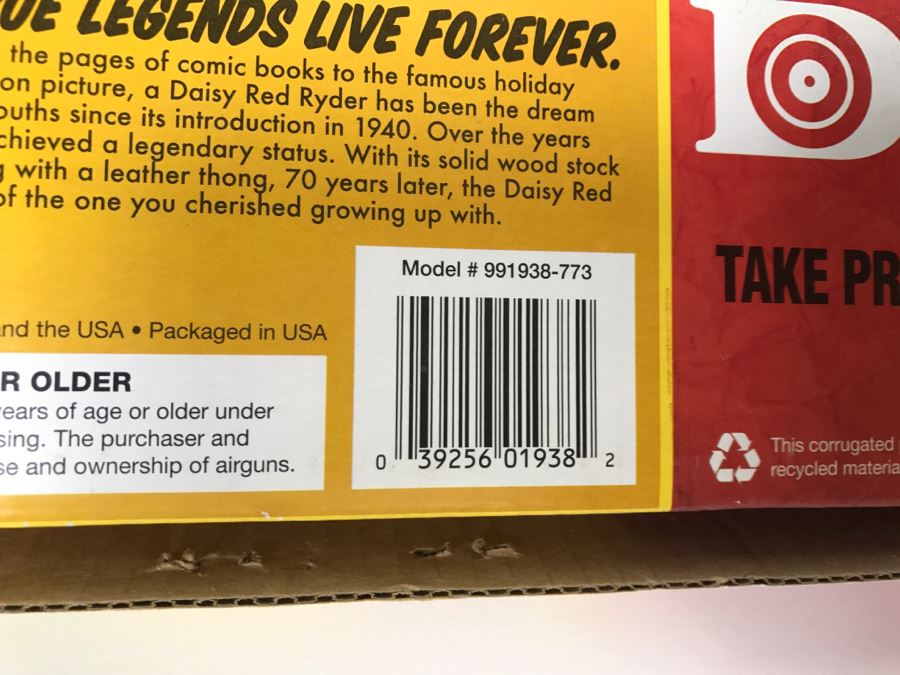 UE LEGENDS LIVE FOREVER.
the pages of comic books to the famous holiday
on picture, a Daisy Red Ryder has been the dream
ouths since its introduction in 1940. Over the years
chieved a legendary status. With its solid wood stock
g with a leather thong, 70 years later, the Daisy Red
of the one you cherished growing up with.
Model # 991938-773
and the USA • Packaged in USA
R OLDER
years of age or older under
sing. The purchaser and
se and ownership of airguns.
0 39256 01938 2
D
TAKE PR
This corrugated
recycled materia